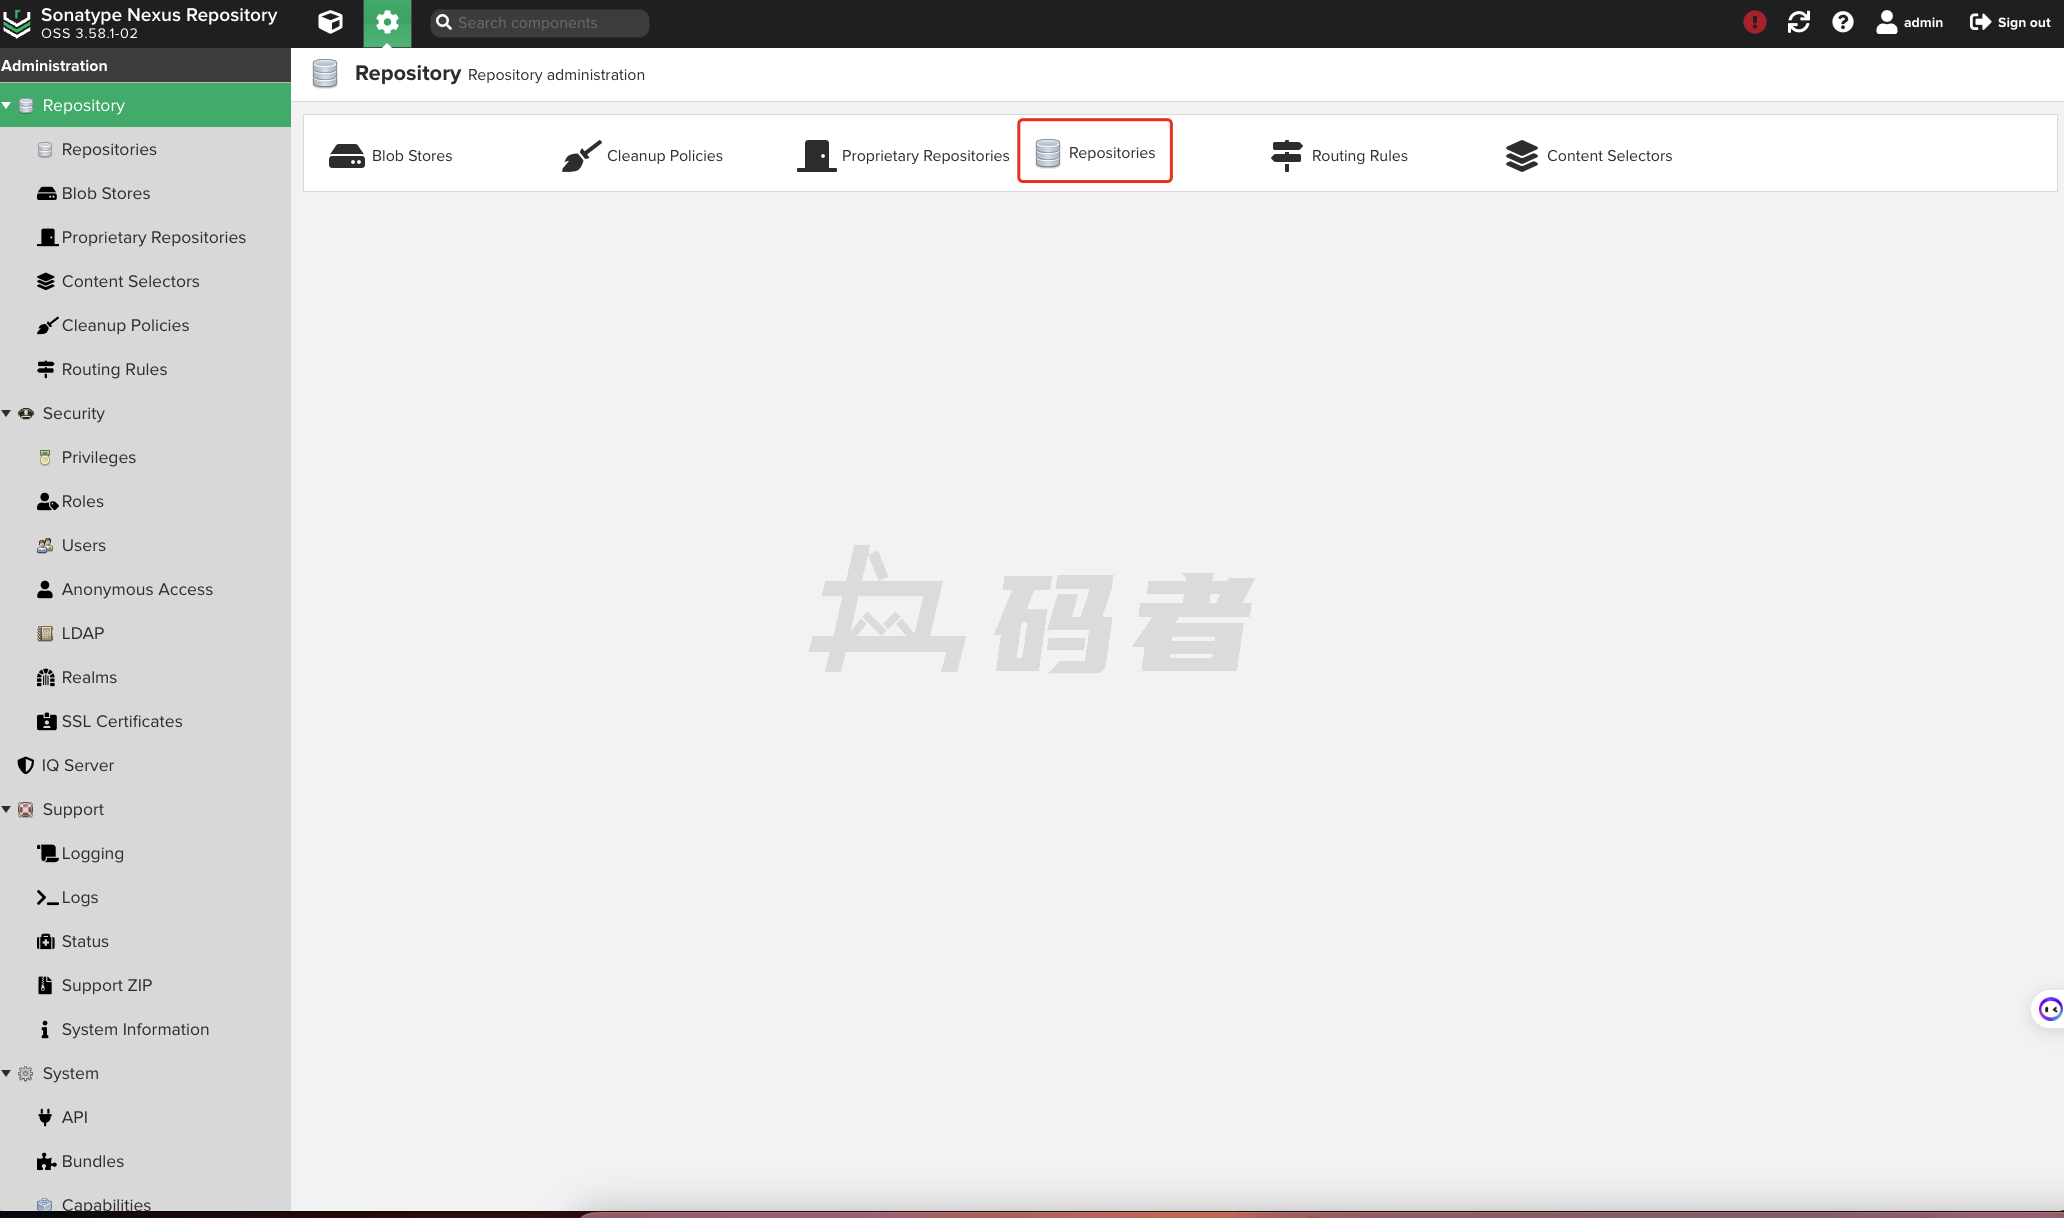 Sonatype Nexus Repository
OSS 3.58.1-02
Search components
admin
Sign out
Administration
Repository
Repositories
Blob Stores
Proprietary Repositories
Content Selectors
Cleanup Policies
Routing Rules
Security
Privileges
Roles
Users
Anonymous Access
LDAP
Realms
SSL Certificates
IQ Server
Support
Logging
Logs
Status
Support ZIP
System Information
System
API
Bundles
Capabilities
Repository Repository administration
Blob Stores
Cleanup Policies
Proprietary Repositories
Repositories
Routing Rules
Content Selectors
码者